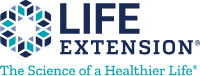 LIFE
EXTENSION®
The Science of a Healthier Life®